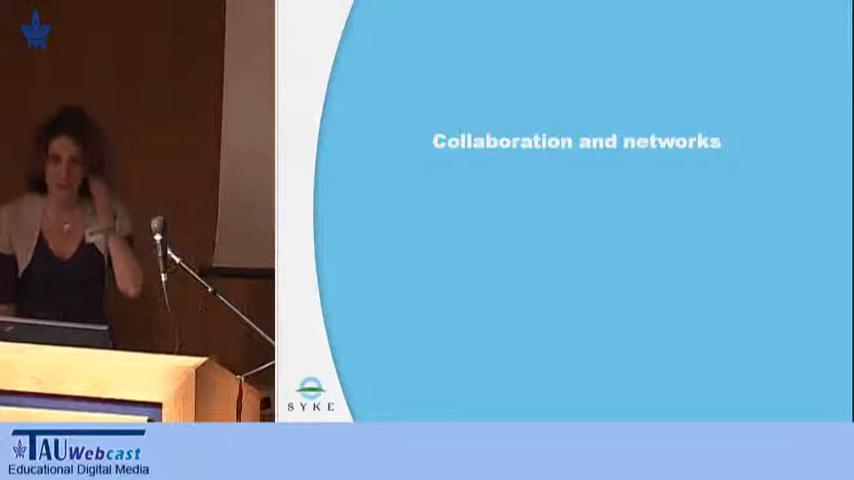 Collaboration and networks
SYKE
TAUWebcast
Educational Digital Media